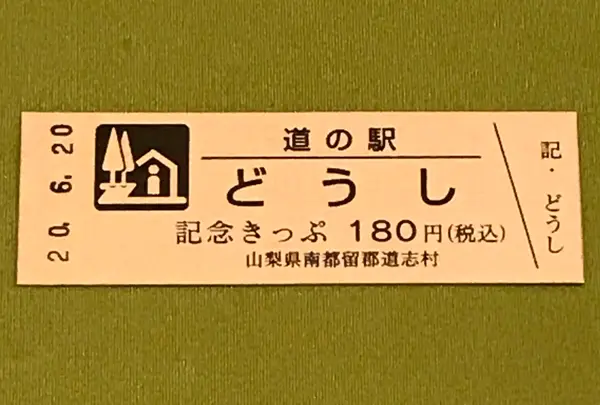 20. 6. 20
道の駅
どうし
記念きっぷ 180円(税込)
山梨県南都留郡道志村
記・どうし